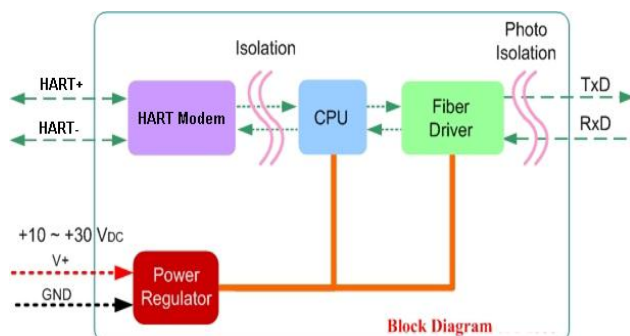 Isolation
Photo
Isolation
HART+
HART-
HART Modem
CPU
Fiber
Driver
TxD
RxD
+10 ~ +30 VDC
V+
GND
Power
Regulator
Block Diagram